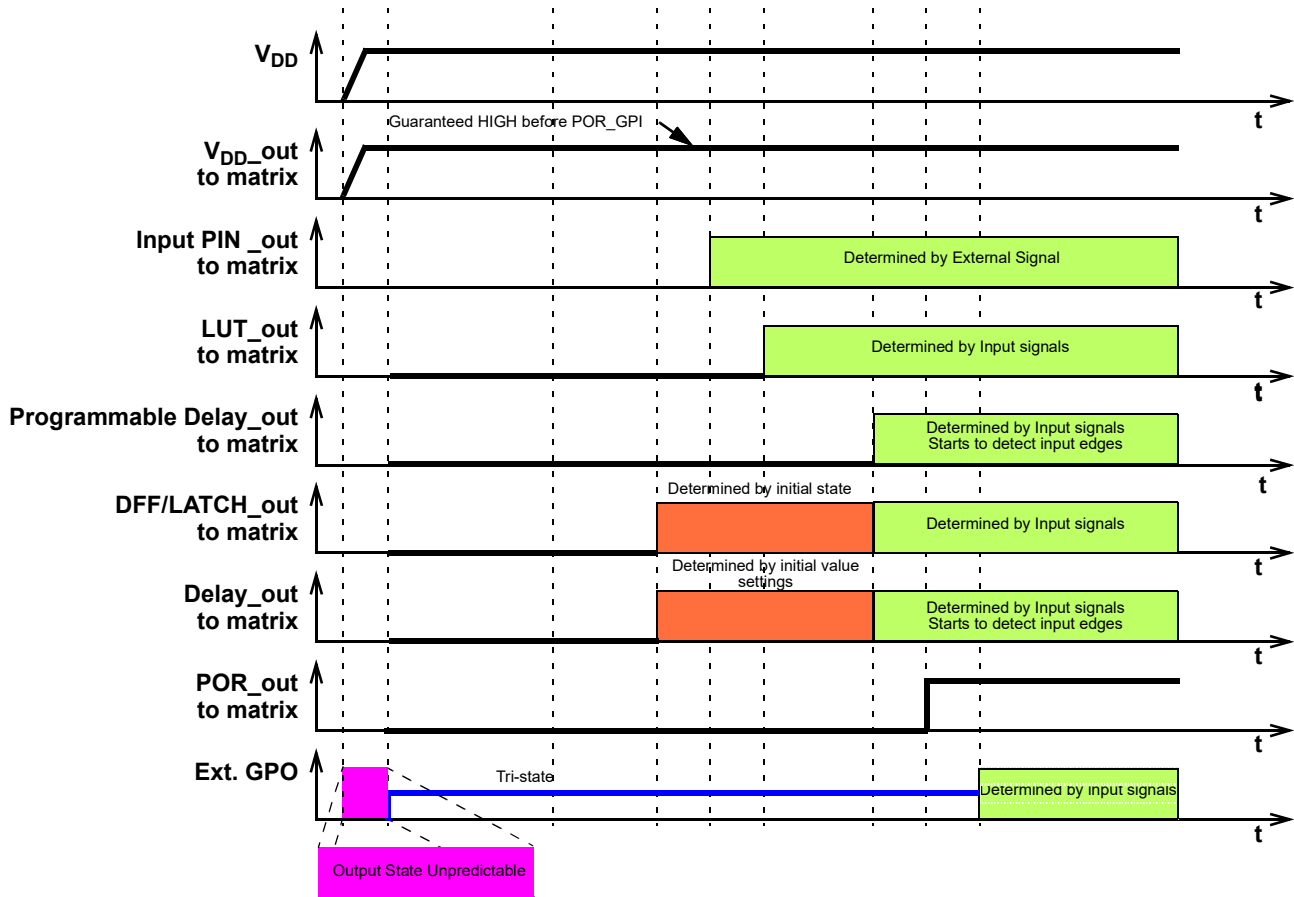 VDD
t
Guaranteed HIGH before POR_GPI
VDD_out
to matrix
t
Input PIN _out
to matrix
Determined by External Signal
t
LUT_out
to matrix
Determined by Input signals
t
Programmable Delay_out
to matrix
Determined by Input signals
Starts to detect input edges
t
DFF/LATCH_out
to matrix
Determined by initial state
Determined by Input signals
t
Delay_out
to matrix
Determined by initial value
settings
Determined by Input signals
Starts to detect input edges
t
POR_out
to matrix
t
Ext. GPO
Tri-state
Determined by input signals
t
Output State Unpredictable